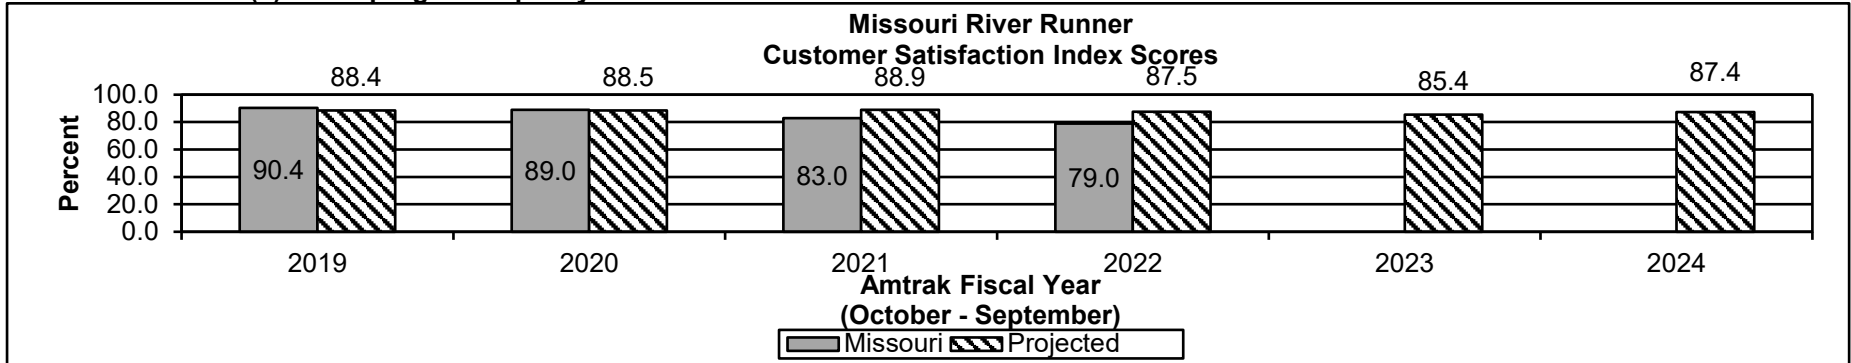 Missouri River Runner
Customer Satisfaction Index Scores
88.4 88.5 88.9 87.5 85.4 87.4
Percent
100.0
80.0
60.0
40.0
20.0
0.0
90.4 89.0 83.0 79.0
2019 2020 2021 2022 2023 2024
Amtrak Fiscal Year
(October - September)
Missouri Projected